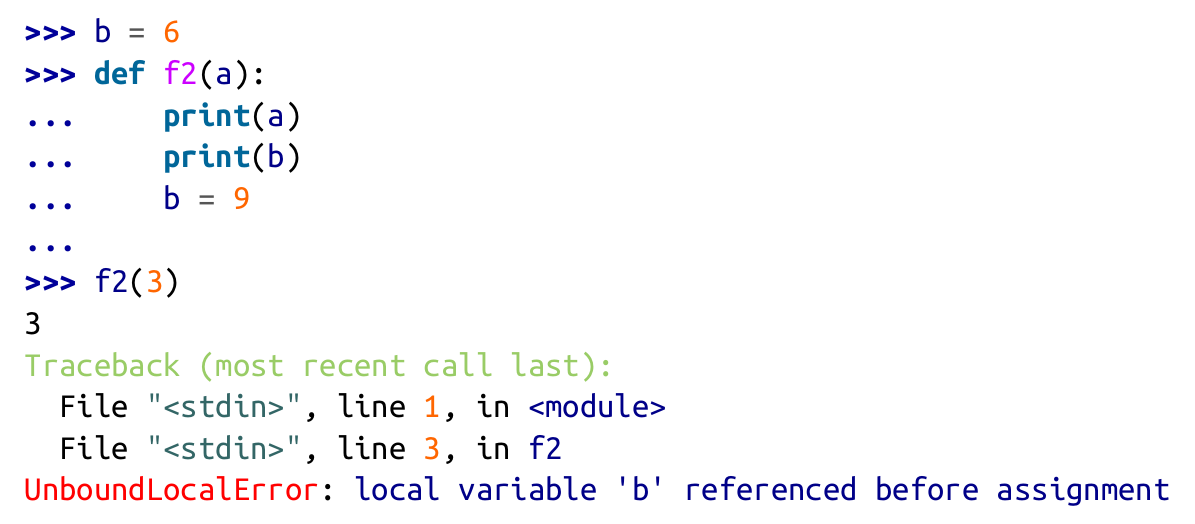 >>> b = 6
>>> def f2(a):
...     print(a)
...     print(b)
...     b = 9
...
>>> f2(3)
3
Traceback (most recent call last):
  File "<stdin>", line 1, in <module>
  File "<stdin>", line 3, in f2
UnboundLocalError: local variable 'b' referenced before assignment